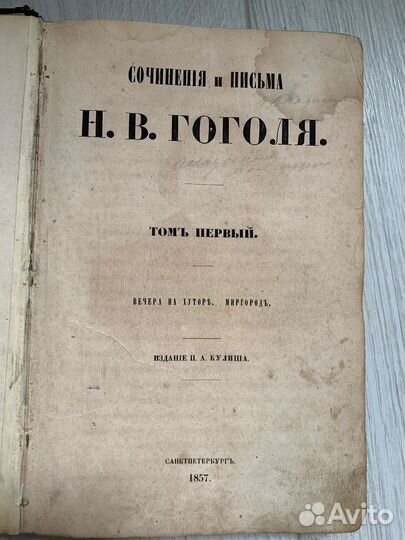 СОЧИНЕНІЯ и ПИСЬМА
Н. В. ГОГОЛЯ.
ТОМЪ ПЕРВЫЙ.
ВЕЧЕРА НА ХУТОРѢ. МИРГОРОДЪ.
ИЗДАНІЕ П. А. КУЛИША.
САНКТПЕТЕРБУРГЪ.
1857.
Avito